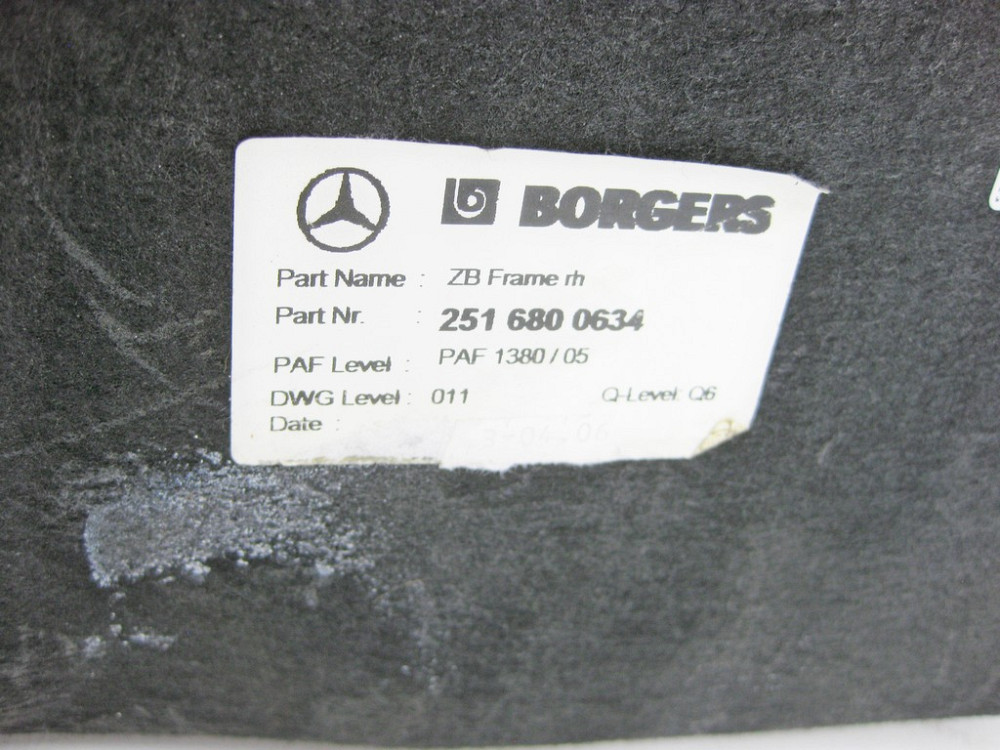 BORGERS
Part Name : ZB Frame rh
Part Nr. : 251 680 0634
PAF Level : PAF 1380 / 05
DWG Level : 011 Q-Level: Q6
Date :